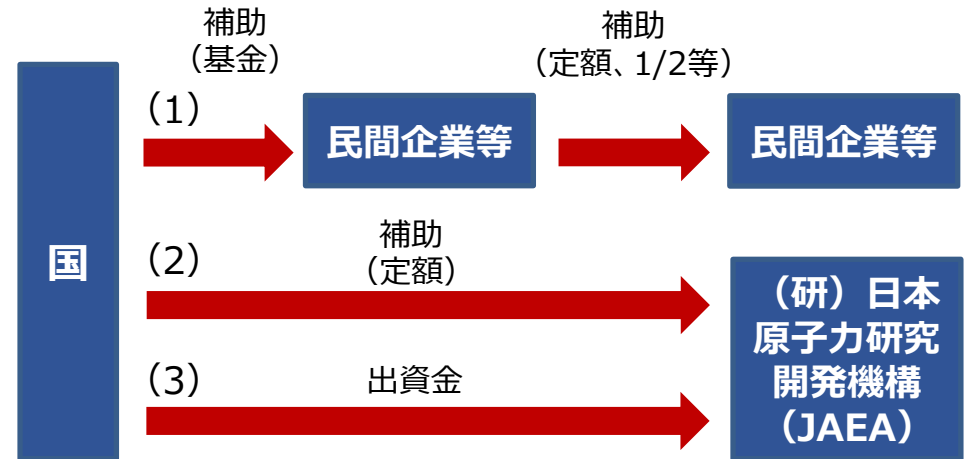 補助
（基金）
補助
（定額、1/2等）
（1）
民間企業等
民間企業等
国
（2）
補助
（定額）
（研）日本
原子力研究
開発機構
（JAEA）
（3）
出資金